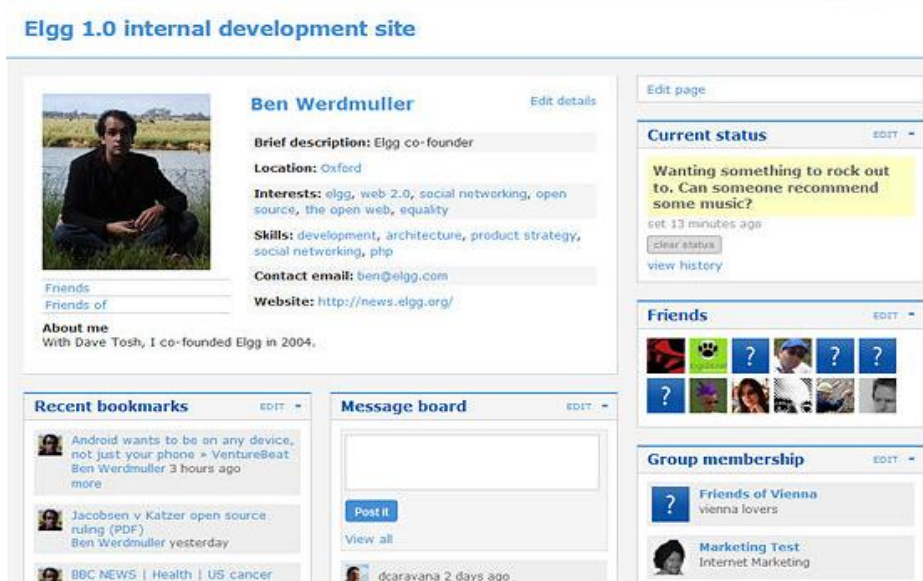 Elgg 1.0 internal development site
Ben Werdmuller
Edit details
Brief description: Elgg co-founder
Location: Oxford
Interests: elgg, web 2.0, social networking, open
source, the open web, equality
Skills: development, architecture, product strategy,
social networking, php
Contact email: ben@elgg.com
Website: http://news.elgg.org/
Friends
Friends of
About me
With Dave Tosh, I co-founded Elgg in 2004.
Edit page
Current status
EDIT
Wanting something to rock out
to. Can someone recommend
some music?
set 13 minutes ago
clear status
view history
Friends
EDIT
Recent bookmarks
EDIT
Android wants to be on any device,
not just your phone » VentureBeat
Ben Werdmuller 3 hours ago
more
Jacobsen v Katzer open source
ruling (PDF)
Ben Werdmuller yesterday
BBC NEWS | Health | US cancer
Message board
EDIT
Post it
View all
dcaravana 2 days ago
Group membership
EDIT
Friends of Vienna
vienna lovers
Marketing Test
Internet Marketing